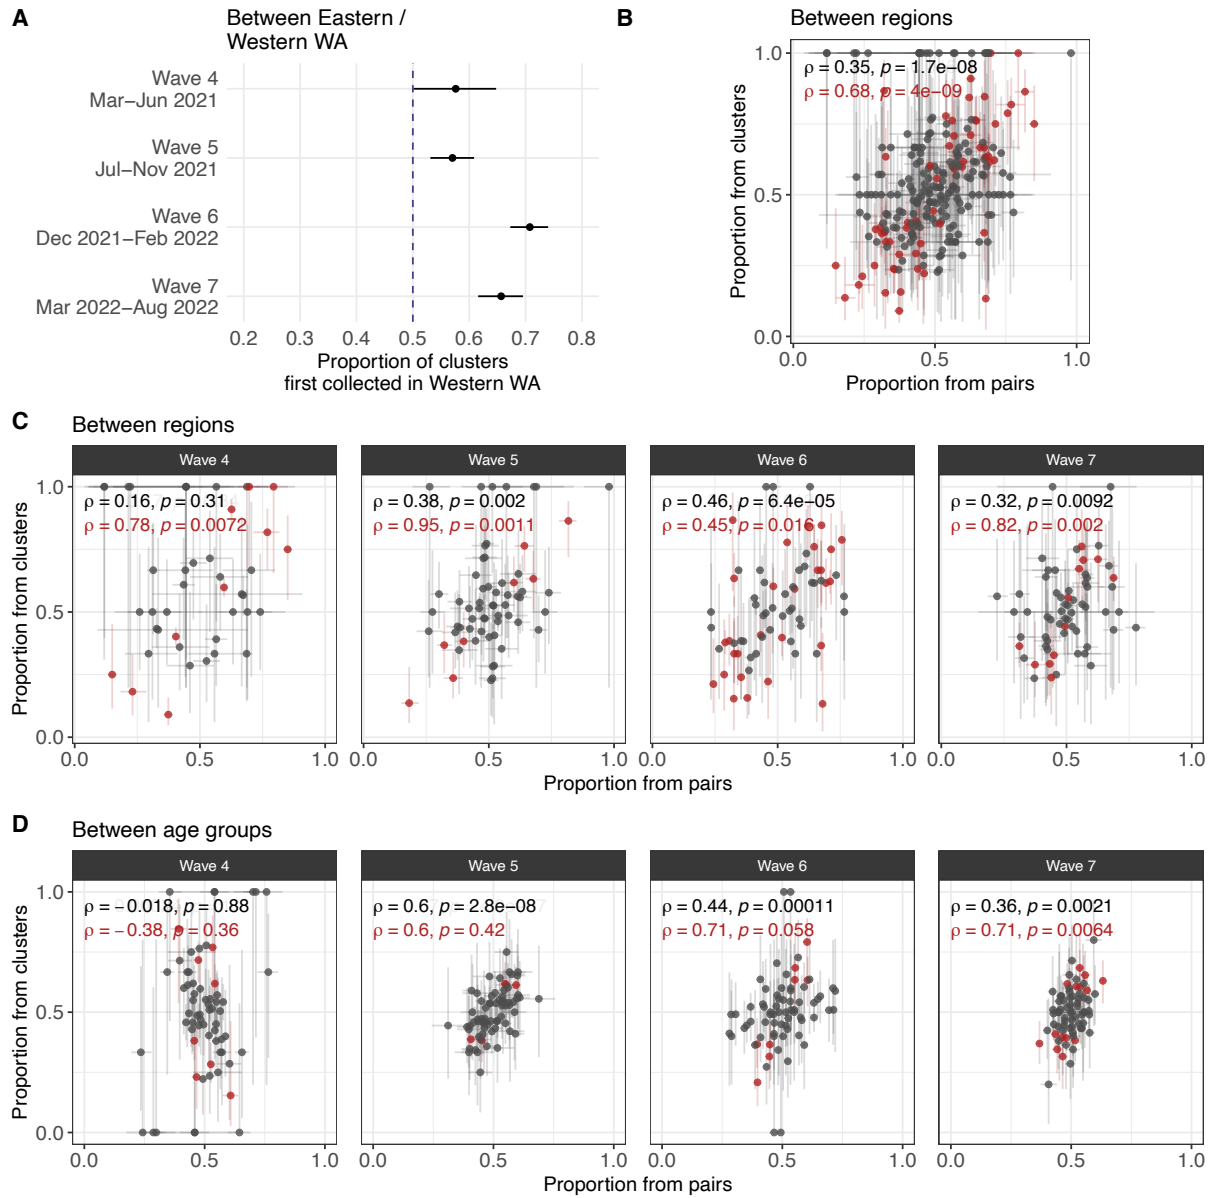 A
Between Eastern /
Western WA
Wave 4
Mar–Jun 2021
Wave 5
Jul–Nov 2021
Wave 6
Dec 2021–Feb 2022
Wave 7
Mar 2022–Aug 2022
0.2 0.3 0.4 0.5 0.6 0.7 0.8
Proportion of clusters
first collected in Western WA
B
Between regions
ρ = 0.35, p = 1.7e−08
ρ = 0.68, p = 4e−09
1.0
0.5
0.0
Proportion from clusters
0.0 0.5 1.0
Proportion from pairs
C
Between regions
Wave 4 Wave 5 Wave 6 Wave 7
ρ = 0.16, p = 0.31
ρ = 0.78, p = 0.0072
ρ = 0.38, p = 0.002
ρ = 0.95, p = 0.0011
ρ = 0.46, p = 6.4e−05
ρ = 0.45, p = 0.016
ρ = 0.32, p = 0.0092
ρ = 0.82, p = 0.002
1.0
0.5
0.0
Proportion from clusters
0.0 0.5 1.0 0.0 0.5 1.0 0.0 0.5 1.0 0.0 0.5 1.0
Proportion from pairs
D
Between age groups
Wave 4 Wave 5 Wave 6 Wave 7
ρ = −0.018, p = 0.88
ρ = −0.38, p = 0.36
ρ = 0.6, p = 2.8e−08
ρ = 0.6, p = 0.42
ρ = 0.44, p = 0.00011
ρ = 0.71, p = 0.058
ρ = 0.36, p = 0.0021
ρ = 0.71, p = 0.0064
1.0
0.5
0.0
Proportion from clusters
0.0 0.5 1.0 0.0 0.5 1.0 0.0 0.5 1.0 0.0 0.5 1.0
Proportion from pairs